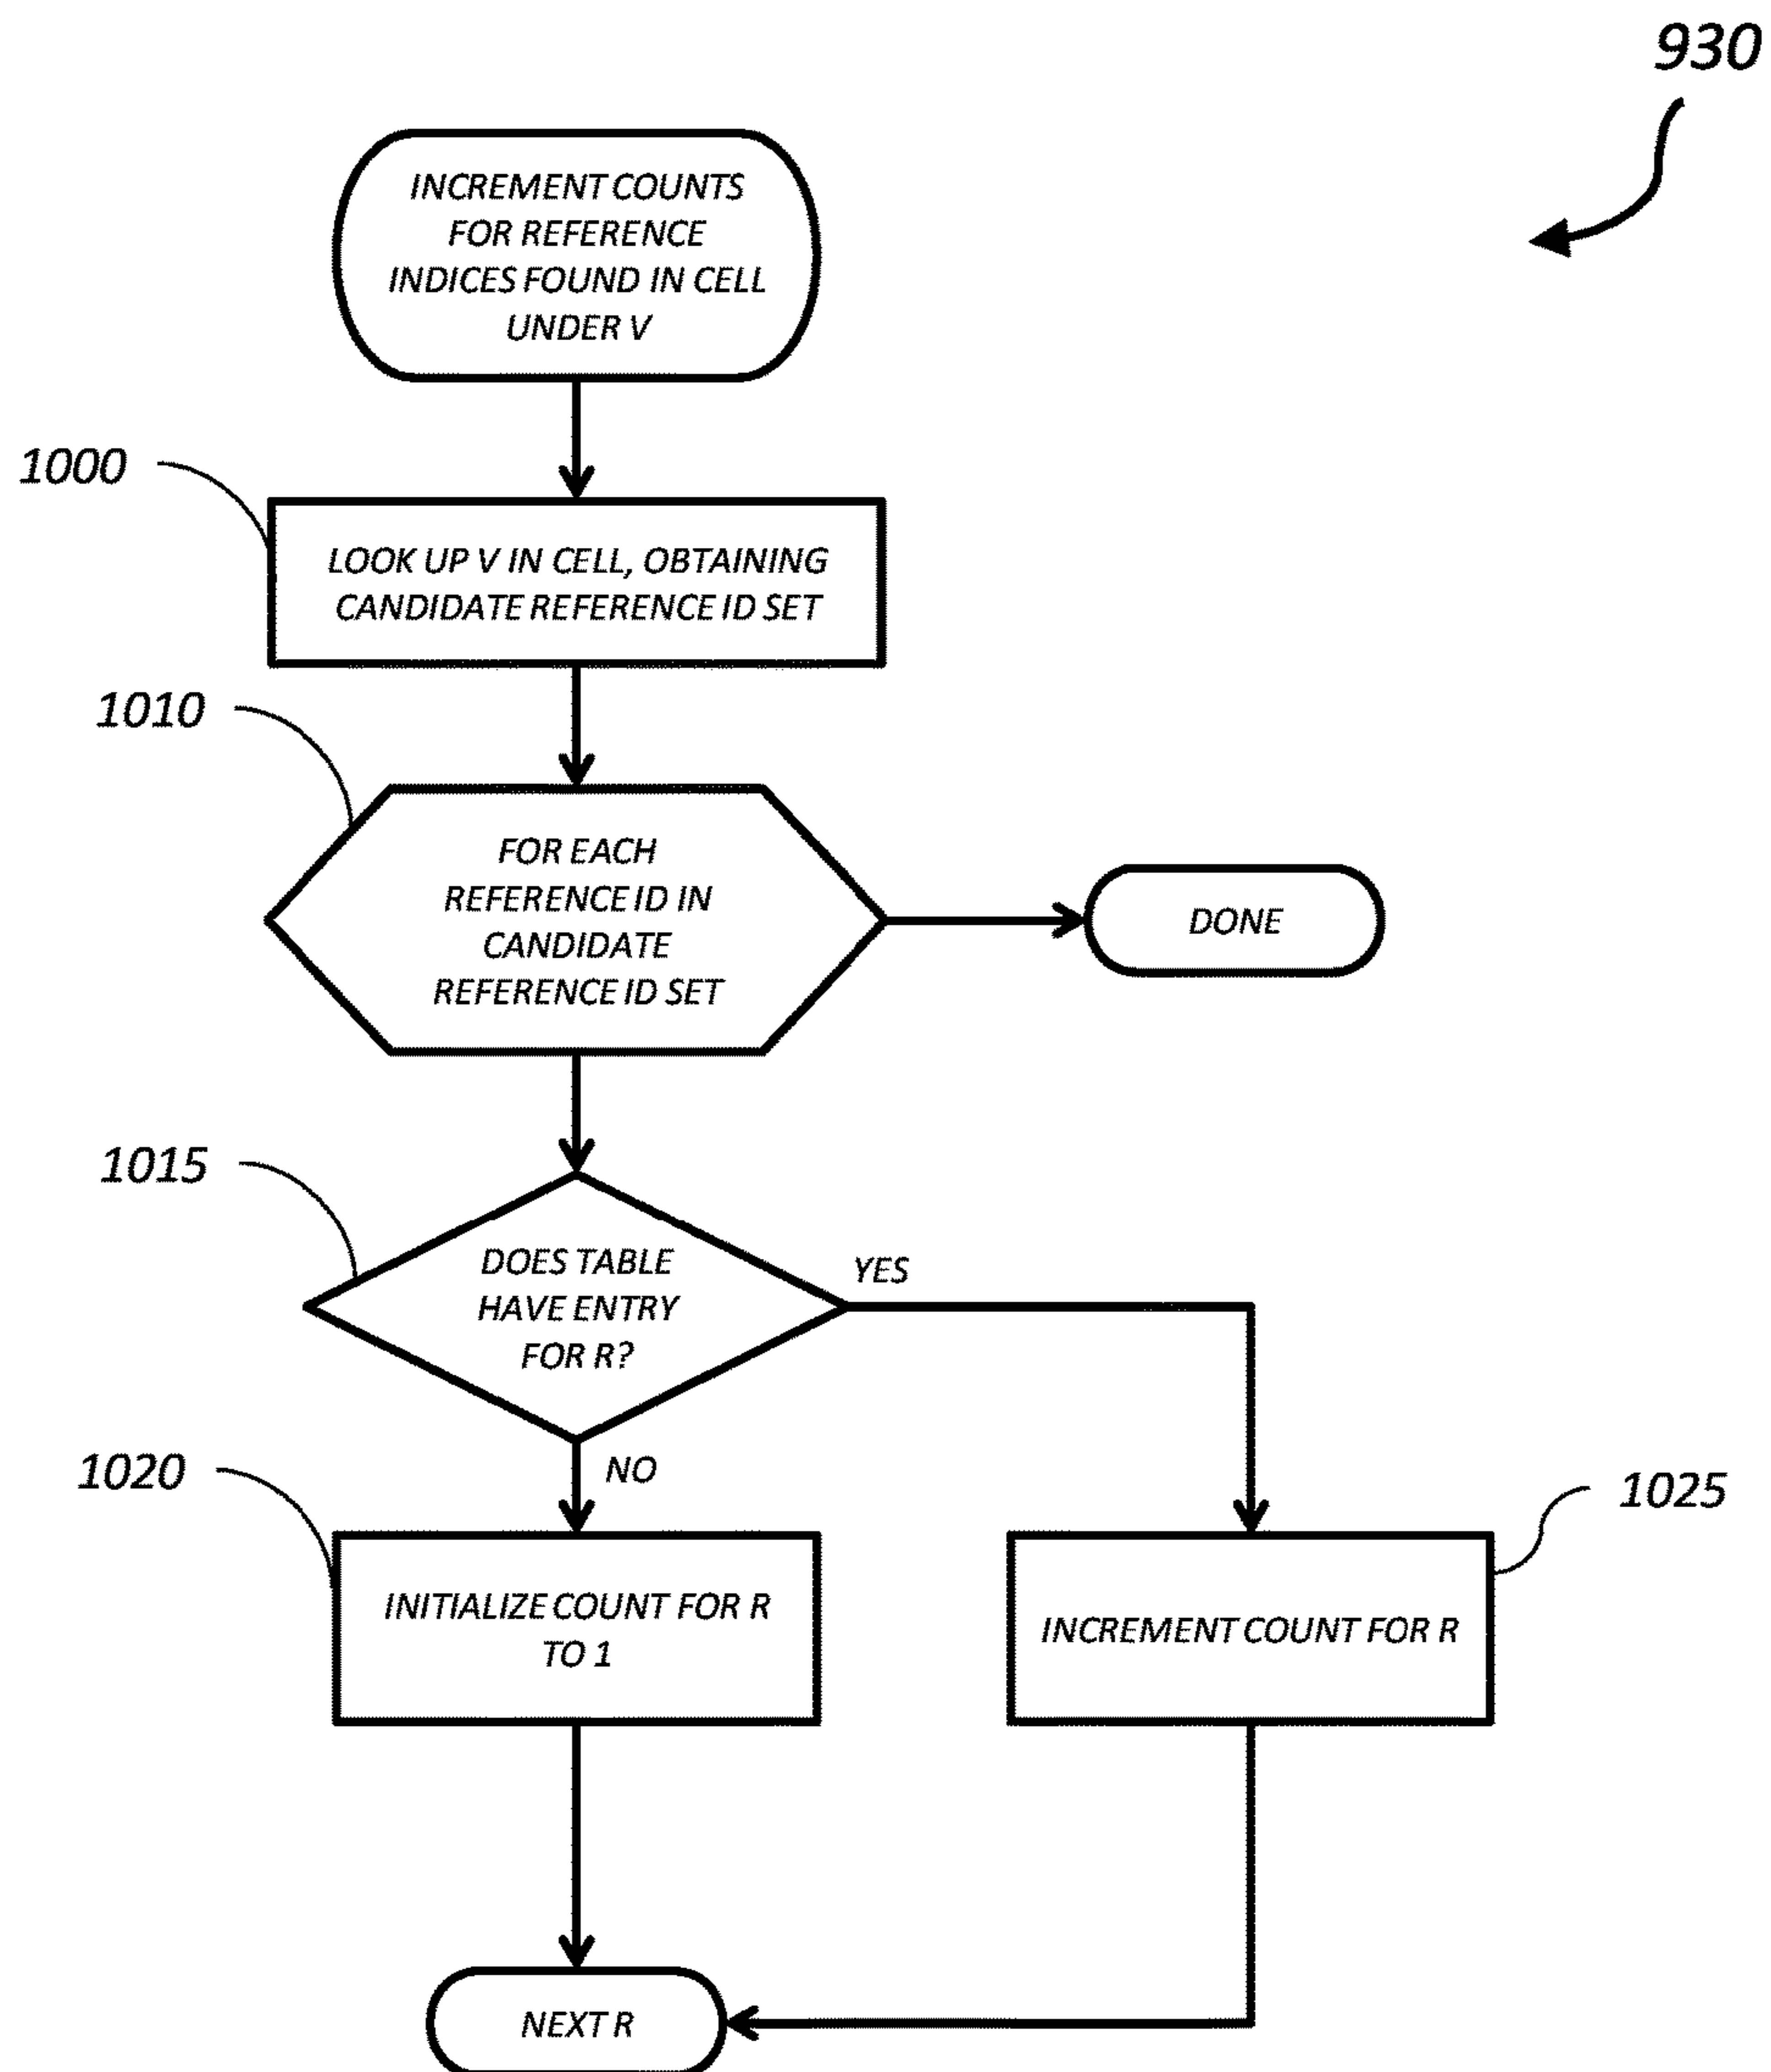 930
INCREMENT COUNTS
FOR REFERENCE
INDICES FOUND IN CELL
UNDER V
1000
LOOK UP V IN CELL, OBTAINING
CANDIDATE REFERENCE ID SET
1010
FOR EACH
REFERENCE ID IN
CANDIDATE
REFERENCE ID SET
DONE
1015
DOES TABLE
HAVE ENTRY
FOR R?
YES
NO
1020
INITIALIZE COUNT FOR R
TO 1
1025
INCREMENT COUNT FOR R
NEXT R